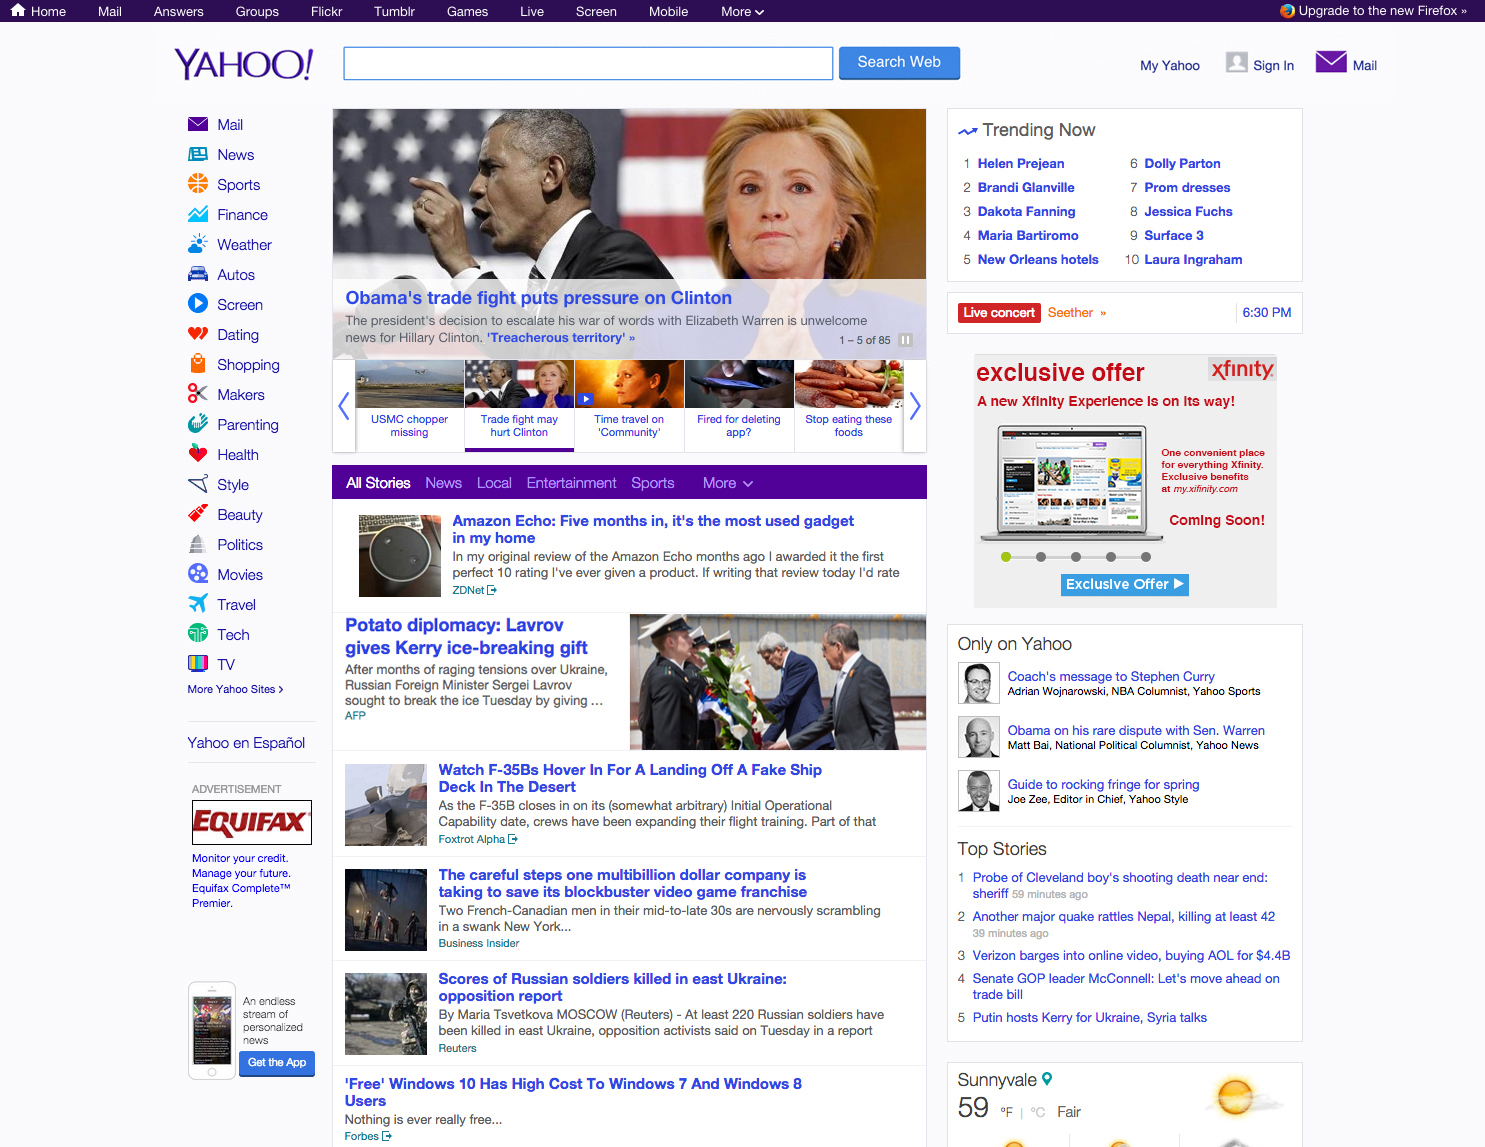 Home Mail Answers Groups Flickr Tumblr Games Live Screen Mobile More
Upgrade to the new Firefox »
YAHOO!
Search Web
My Yahoo
Sign In
Mail
Mail
News
Sports
Finance
Weather
Autos
Screen
Dating
Shopping
Makers
Parenting
Health
Style
Beauty
Politics
Movies
Travel
Tech
TV
More Yahoo Sites ›
Yahoo en Español
ADVERTISEMENT
EQUIFAX
Monitor your credit.
Manage your future.
Equifax Complete™
Premier.
An endless
stream of
personalized
news
Get the App
Obama's trade fight puts pressure on Clinton
The president's decision to escalate his war of words with Elizabeth Warren is unwelcome
news for Hillary Clinton. 'Treacherous territory' »
1 – 5 of 85
USMC chopper
missing
Trade fight may
hurt Clinton
Time travel on
'Community'
Fired for deleting
app?
Stop eating these
foods
All Stories News Local Entertainment Sports More
Amazon Echo: Five months in, it's the most used gadget
in my home
In my original review of the Amazon Echo months ago I awarded it the first
perfect 10 rating I've ever given a product. If writing that review today I'd rate
ZDNet
Potato diplomacy: Lavrov
gives Kerry ice-breaking gift
After months of raging tensions over Ukraine,
Russian Foreign Minister Sergei Lavrov
sought to break the ice Tuesday by giving ...
AFP
Watch F-35Bs Hover In For A Landing Off A Fake Ship
Deck In The Desert
As the F-35B closes in on its (somewhat arbitrary) Initial Operational
Capability date, crews have been expanding their flight training. Part of that
Foxtrot Alpha
The careful steps one multibillion dollar company is
taking to save its blockbuster video game franchise
Two French-Canadian men in their mid-to-late 30s are nervously scrambling
in a swank New York...
Business Insider
Scores of Russian soldiers killed in east Ukraine:
opposition report
By Maria Tsvetkova MOSCOW (Reuters) - At least 220 Russian soldiers have
been killed in east Ukraine, opposition activists said on Tuesday in a report
Reuters
'Free' Windows 10 Has High Cost To Windows 7 And Windows 8
Users
Nothing is ever really free...
Forbes
Trending Now
1 Helen Prejean
2 Brandi Glanville
3 Dakota Fanning
4 Maria Bartiromo
5 New Orleans hotels
6 Dolly Parton
7 Prom dresses
8 Jessica Fuchs
9 Surface 3
10 Laura Ingraham
Live concert Seether » 6:30 PM
exclusive offer
xfinity
A new Xfinity Experience is on its way!
One convenient place
for everything Xfinity.
Exclusive benefits
at my.xifinity.com
Coming Soon!
Exclusive Offer
Only on Yahoo
Coach's message to Stephen Curry
Adrian Wojnarowski, NBA Columnist, Yahoo Sports
Obama on his rare dispute with Sen. Warren
Matt Bai, National Political Columnist, Yahoo News
Guide to rocking fringe for spring
Joe Zee, Editor in Chief, Yahoo Style
Top Stories
1 Probe of Cleveland boy's shooting death near end:
sheriff 59 minutes ago
2 Another major quake rattles Nepal, killing at least 42
39 minutes ago
3 Verizon barges into online video, buying AOL for $4.4B
4 Senate GOP leader McConnell: Let's move ahead on
trade bill
5 Putin hosts Kerry for Ukraine, Syria talks
Sunnyvale
59 °F | °C Fair